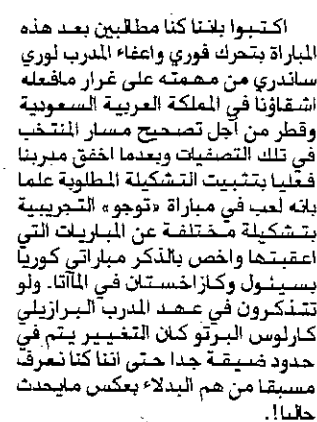 اكتبوا بإننا كنا مطالبين بعد هذه
المباراة بتحرك فوري واعفاء المدرب لوري
ساندري من مهمته على غرار مافعله
اشقاؤنا في المملكة العربية السعودية
وقطر من أجل تصحيح مسار المنتخب
في تلك التصفيات وبعدما اخفق مبربنا
فعليا بتثبيت التشكيلة المطلوبة علما
بانه لعب في مباراة «توجو» التجريبية
بتشكيلة مختلفة عن المباريات التي
اعقبتها واخص بالذكر مباراتي كوريا
بسيئول وكازاخستان في الماآتا. ولو
تتذكرون في عهد المدرب البرازيلي
كارلوس البرتو كان التغيير يتم في
حدود ضيقة جدا حتى اننا كنا نعرف
مسبقا من هم البدلاء بعكس مايحدث
حاليا!.